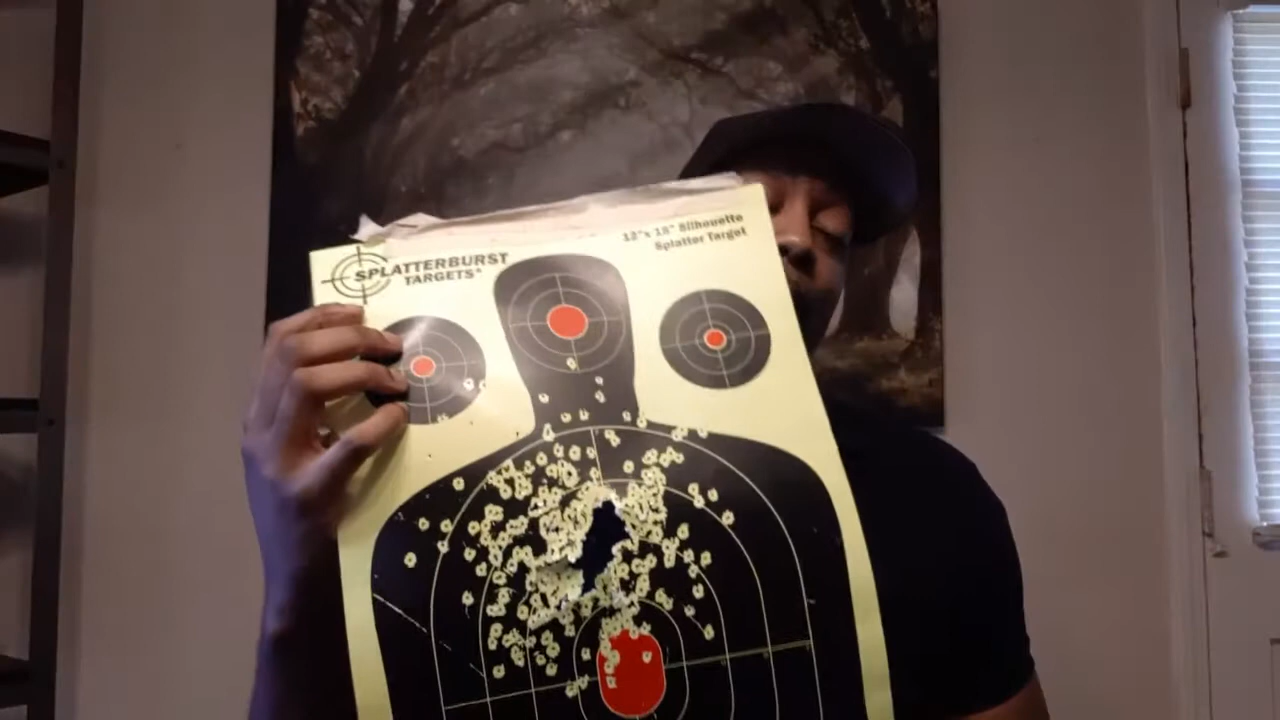 SPLATTERBURST
TARGETS®
12"x 18" Silhouette
Splatter Target